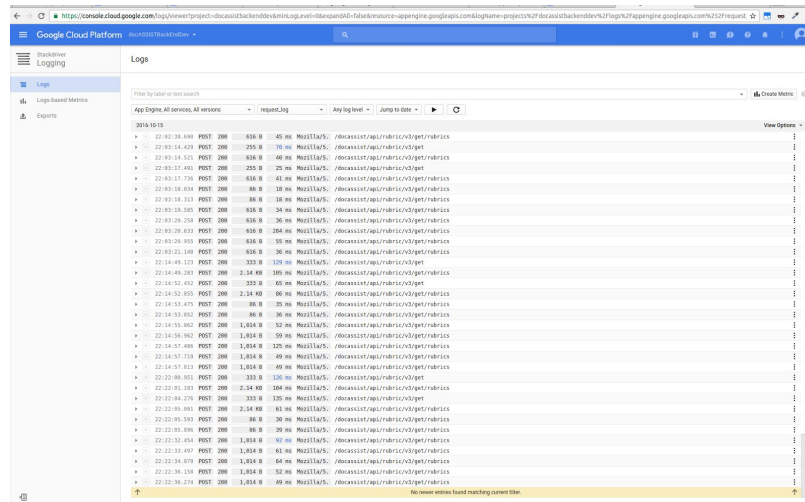 https://console.cloud.google.com/logs/viewer?project=docassistbackenddev&minLogLevel=0&expandAll=false&resource=appengine.googleapis.com&logName=projects%2Fdocassistbackenddev%2Flogs%2Fappengine.googleapis.com%252Frequest
Google Cloud Platform docASSISTBackEndDev
Stackdriver
Logging
Logs
Logs
Logs-based Metrics
Exports
Filter by label or text search
Create Metric
App Engine, All services, All versions request_log Any log level Jump to date
2016-10-15 View Options
22:02:30.690 POST 200 616 B 45 ms Mozilla/5. /docassist/api/rubric/v3/get/rubrics
22:03:14.429 POST 200 255 B 70 ms Mozilla/5. /docassist/api/rubric/v3/get
22:03:14.521 POST 200 616 B 40 ms Mozilla/5. /docassist/api/rubric/v3/get/rubrics
22:03:17.491 POST 200 255 B 25 ms Mozilla/5. /docassist/api/rubric/v3/get
22:03:17.736 POST 200 616 B 41 ms Mozilla/5. /docassist/api/rubric/v3/get/rubrics
22:03:18.034 POST 200 86 B 18 ms Mozilla/5. /docassist/api/rubric/v3/get/rubrics
22:03:18.313 POST 200 86 B 18 ms Mozilla/5. /docassist/api/rubric/v3/get/rubrics
22:03:19.585 POST 200 616 B 34 ms Mozilla/5. /docassist/api/rubric/v3/get/rubrics
22:03:20.258 POST 200 616 B 36 ms Mozilla/5. /docassist/api/rubric/v3/get/rubrics
22:03:20.633 POST 200 616 B 284 ms Mozilla/5. /docassist/api/rubric/v3/get/rubrics
22:03:20.955 POST 200 616 B 55 ms Mozilla/5. /docassist/api/rubric/v3/get/rubrics
22:03:21.140 POST 200 616 B 36 ms Mozilla/5. /docassist/api/rubric/v3/get/rubrics
22:14:49.123 POST 200 333 B 129 ms Mozilla/5. /docassist/api/rubric/v3/get
22:14:49.283 POST 200 2.14 KB 105 ms Mozilla/5. /docassist/api/rubric/v3/get/rubrics
22:14:52.452 POST 200 333 B 65 ms Mozilla/5. /docassist/api/rubric/v3/get
22:14:52.855 POST 200 2.14 KB 86 ms Mozilla/5. /docassist/api/rubric/v3/get/rubrics
22:14:53.475 POST 200 86 B 35 ms Mozilla/5. /docassist/api/rubric/v3/get/rubrics
22:14:53.852 POST 200 86 B 36 ms Mozilla/5. /docassist/api/rubric/v3/get/rubrics
22:14:55.862 POST 200 1,014 B 52 ms Mozilla/5. /docassist/api/rubric/v3/get/rubrics
22:14:56.962 POST 200 1,014 B 59 ms Mozilla/5. /docassist/api/rubric/v3/get/rubrics
22:14:57.486 POST 200 1,014 B 125 ms Mozilla/5. /docassist/api/rubric/v3/get/rubrics
22:14:57.719 POST 200 1,014 B 49 ms Mozilla/5. /docassist/api/rubric/v3/get/rubrics
22:14:57.813 POST 200 1,014 B 49 ms Mozilla/5. /docassist/api/rubric/v3/get/rubrics
22:22:00.951 POST 200 333 B 126 ms Mozilla/5. /docassist/api/rubric/v3/get
22:22:01.103 POST 200 2.14 KB 104 ms Mozilla/5. /docassist/api/rubric/v3/get/rubrics
22:22:04.276 POST 200 333 B 135 ms Mozilla/5. /docassist/api/rubric/v3/get
22:22:05.001 POST 200 2.14 KB 61 ms Mozilla/5. /docassist/api/rubric/v3/get/rubrics
22:22:05.593 POST 200 86 B 30 ms Mozilla/5. /docassist/api/rubric/v3/get/rubrics
22:22:05.896 POST 200 86 B 39 ms Mozilla/5. /docassist/api/rubric/v3/get/rubrics
22:22:32.454 POST 200 1,014 B 92 ms Mozilla/5. /docassist/api/rubric/v3/get/rubrics
22:22:33.497 POST 200 1,014 B 61 ms Mozilla/5. /docassist/api/rubric/v3/get/rubrics
22:22:34.879 POST 200 1,014 B 64 ms Mozilla/5. /docassist/api/rubric/v3/get/rubrics
22:22:36.158 POST 200 1,014 B 52 ms Mozilla/5. /docassist/api/rubric/v3/get/rubrics
22:22:36.274 POST 200 1,014 B 49 ms Mozilla/5. /docassist/api/rubric/v3/get/rubrics
No newer entries found matching current filter.